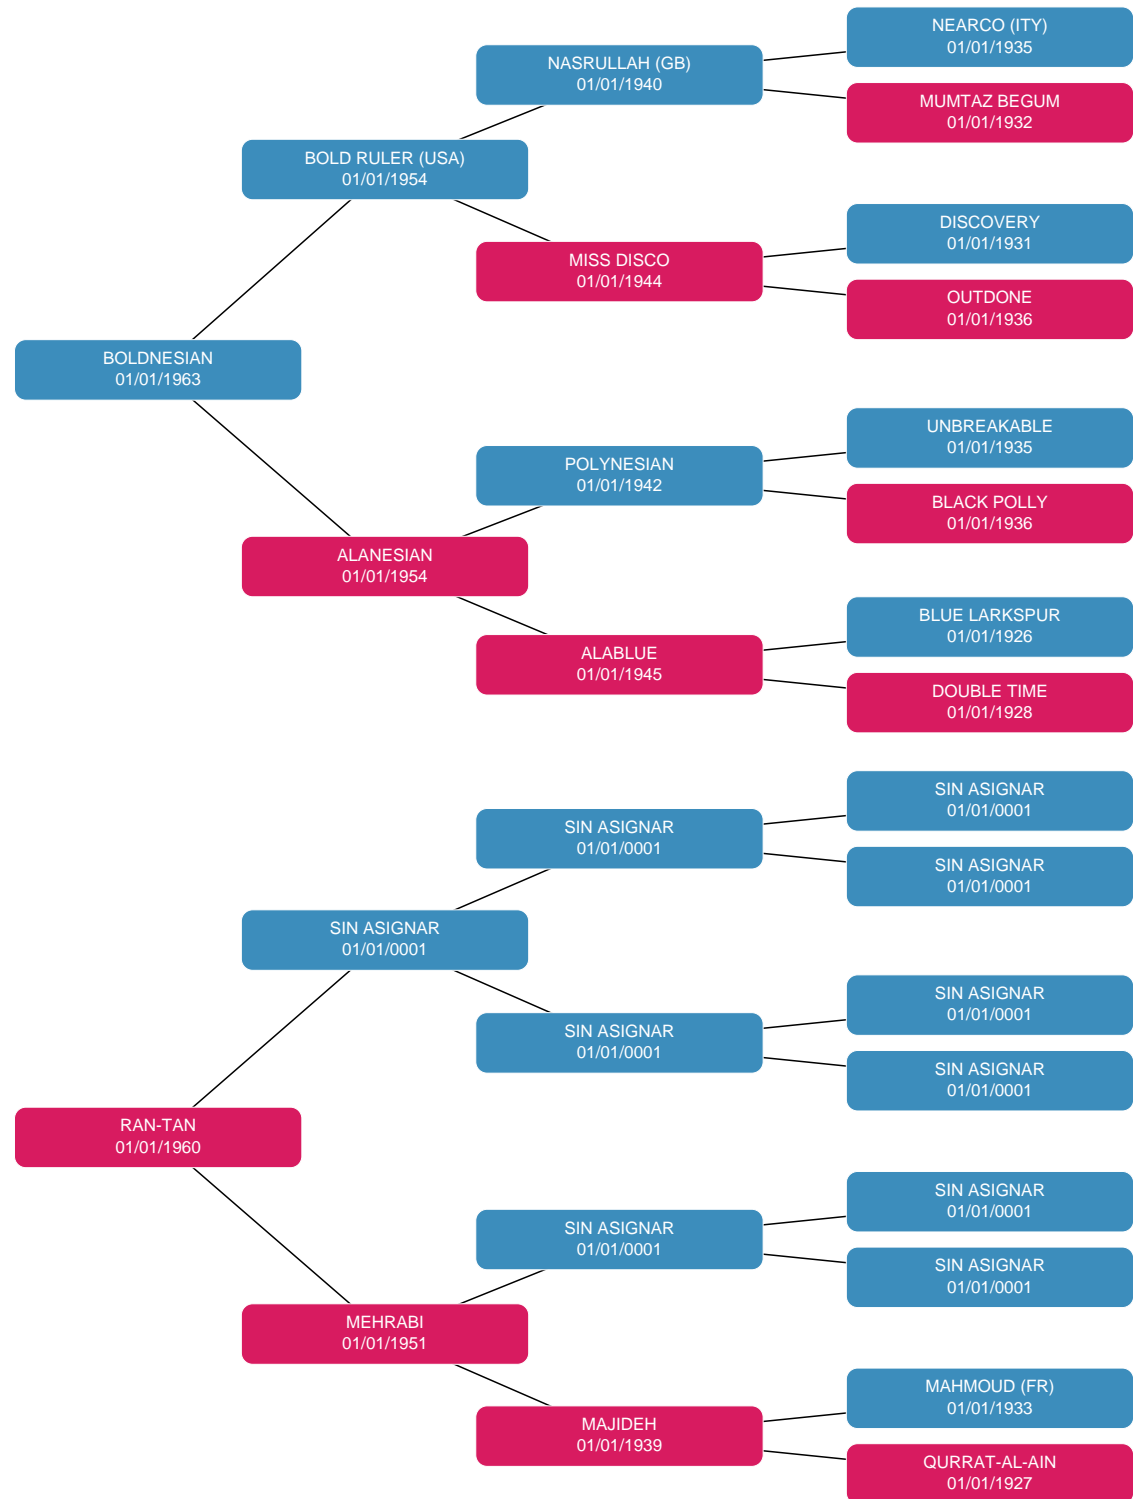 NEARCO (ITY)
01/01/1935
NASRULLAH (GB)
01/01/1940
MUMTAZ BEGUM
01/01/1932
BOLD RULER (USA)
01/01/1954
DISCOVERY
01/01/1931
MISS DISCO
01/01/1944
OUTDONE
01/01/1936
BOLDNESIAN
01/01/1963
UNBREAKABLE
01/01/1935
POLYNESIAN
01/01/1942
BLACK POLLY
01/01/1936
ALANESIAN
01/01/1954
BLUE LARKSPUR
01/01/1926
ALABLUE
01/01/1945
DOUBLE TIME
01/01/1928
SIN ASIGNAR
01/01/0001
SIN ASIGNAR
01/01/0001
SIN ASIGNAR
01/01/0001
SIN ASIGNAR
01/01/0001
SIN ASIGNAR
01/01/0001
SIN ASIGNAR
01/01/0001
SIN ASIGNAR
01/01/0001
RAN-TAN
01/01/1960
SIN ASIGNAR
01/01/0001
SIN ASIGNAR
01/01/0001
SIN ASIGNAR
01/01/0001
MEHRABI
01/01/1951
MAHMOUD (FR)
01/01/1933
MAJIDEH
01/01/1939
QURRAT-AL-AIN
01/01/1927